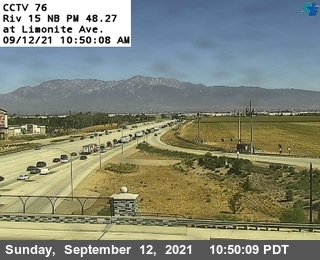 CCTV 76
Riv 15 NB PM 48.27
at Limonite Ave.
09/12/21 10:50:08 AM
Sunday, September 12, 2021 10:50:09 PDT